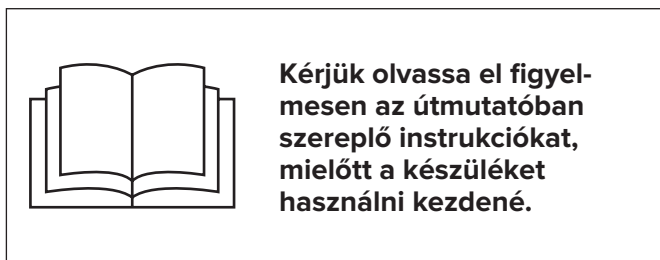 Kérjük olvassa el figyel-
mesen az útmutatóban
szereplő instrukciókat,
mielőtt a készüléket
használni kezdené.